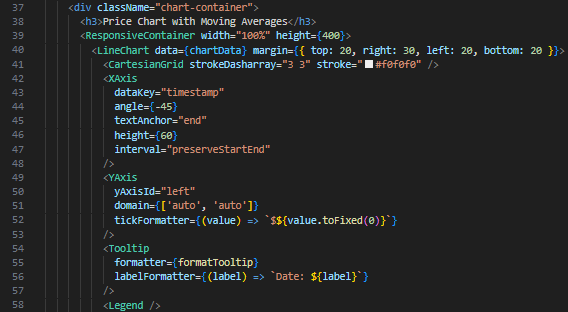 37 <div className="chart-container">
38 <h3>Price Chart with Moving Averages</h3>
39 <ResponsiveContainer width="100%" height={400}>
40 <LineChart data={chartData} margin={{ top: 20, right: 30, left: 20, bottom: 20 }}>
41 <CartesianGrid strokeDasharray="3 3" stroke="#f0f0f0" />
42 <XAxis
43 dataKey="timestamp"
44 angle={-45}
45 textAnchor="end"
46 height={60}
47 interval="preserveStartEnd"
48 />
49 <YAxis
50 yAxisId="left"
51 domain={['auto', 'auto']}
52 tickFormatter={(value) => `$${value.toFixed(0)}`}
53 />
54 <Tooltip
55 formatter={formatTooltip}
56 labelFormatter={(label) => `Date: ${label}`}
57 />
58 <Legend />